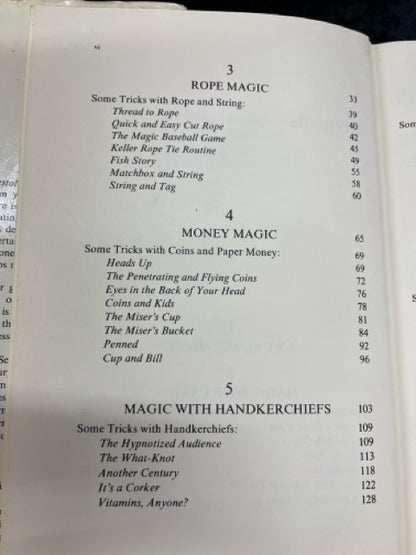 vi
3
ROPE MAGIC 33
Some Tricks with Rope and String: 39
Thread to Rope 40
Quick and Easy Cut Rope 42
The Magic Baseball Game 45
Keller Rope Tie Routine 49
Fish Story 55
Matchbox and String 58
String and Tag 60
4
MONEY MAGIC 65
Some Tricks with Coins and Paper Money: 69
Heads Up 69
The Penetrating and Flying Coins 72
Eyes in the Back of Your Head 76
Coins and Kids 78
The Miser's Cup 81
The Miser's Bucket 84
Penned 92
Cup and Bill 96
5
MAGIC WITH HANDKERCHIEFS 103
Some Tricks with Handkerchiefs: 109
The Hypnotized Audience 109
The What-Knot 113
Another Century 118
It's a Corker 122
Vitamins, Anyone? 128